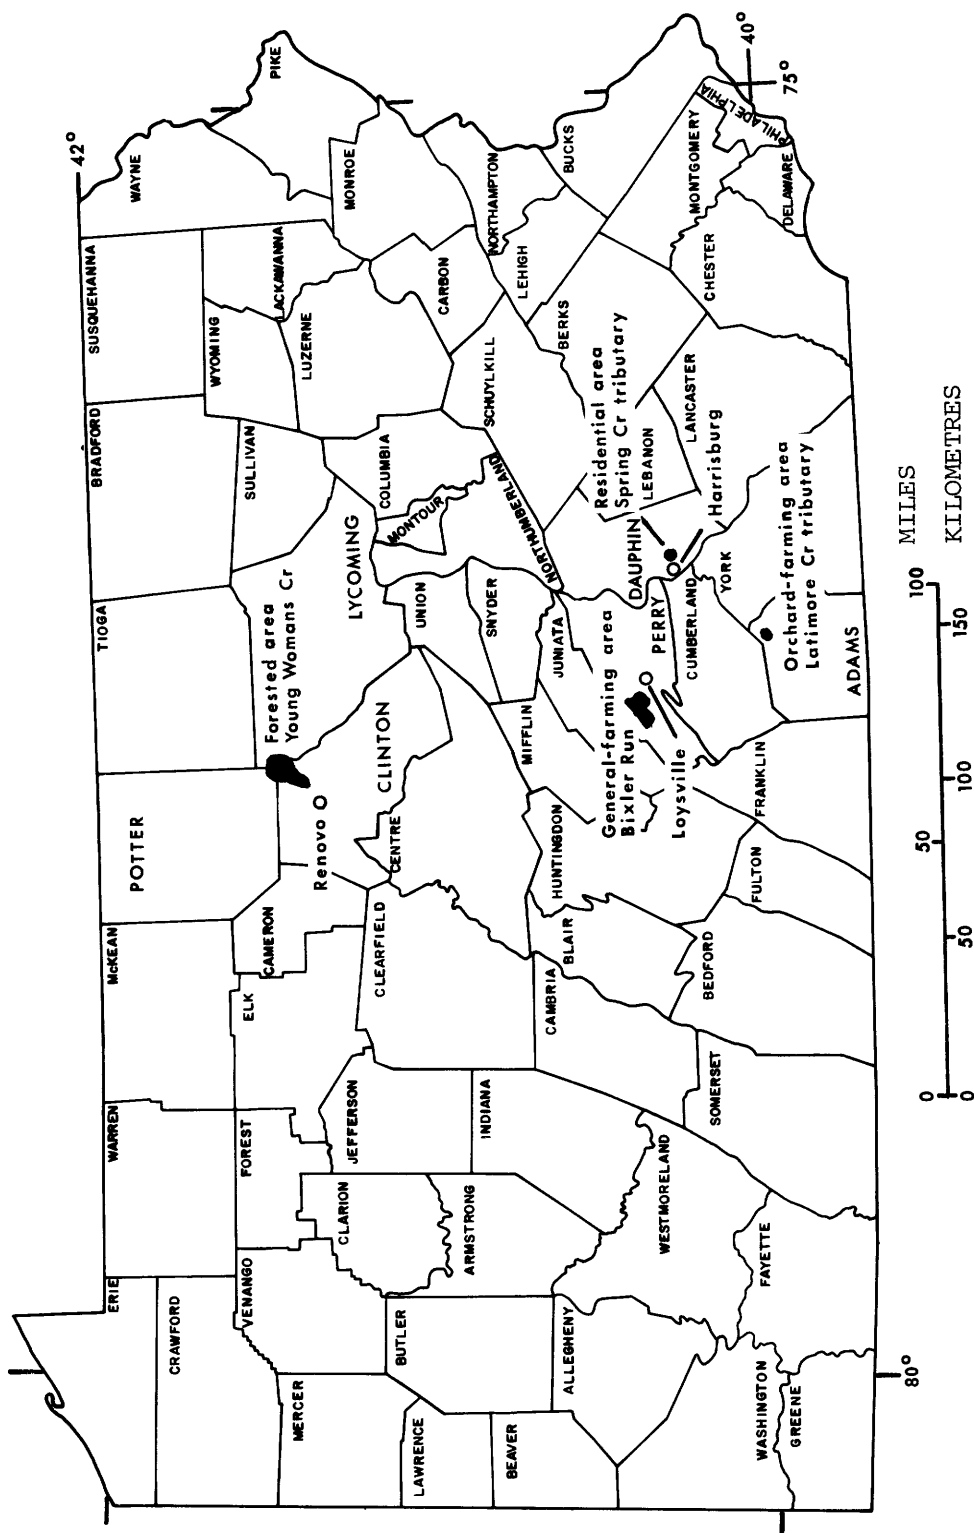 42°
40°
75°
80°
ERIE
CRAWFORD
WARREN
McKEAN
POTTER
TIOGA
BRADFORD
SUSQUEHANNA
WAYNE
PIKE
MERCER
VENANGO
FOREST
ELK
CAMERON
Forested area
Young Womans Cr
Renovo
CLINTON
LYCOMING
SULLIVAN
WYOMING
LACKAWANNA
LUZERNE
MONROE
LAWRENCE
BUTLER
CLARION
JEFFERSON
CLEARFIELD
CENTRE
UNION
MONTOUR
COLUMBIA
NORTHUMBERLAND
SNYDER
CARBON
NORTHAMPTON
BEAVER
ALLEGHENY
ARMSTRONG
INDIANA
CAMBRIA
BLAIR
HUNTINGDON
MIFFLIN
JUNIATA
SCHUYLKILL
BERKS
LEHIGH
BUCKS
General-farming area
Bixler Run
Loysville
PERRY
DAUPHIN
Residential area
Spring Cr tributary
LEBANON
Harrisburg
LANCASTER
CHESTER
MONTGOMERY
PHILADELPHIA
DELAWARE
WASHINGTON
GREENE
WESTMORELAND
FAYETTE
SOMERSET
BEDFORD
FULTON
FRANKLIN
CUMBERLAND
YORK
ADAMS
Orchard-farming area
Latimore Cr tributary
0 50 100 MILES
0 50 100 150 KILOMETRES